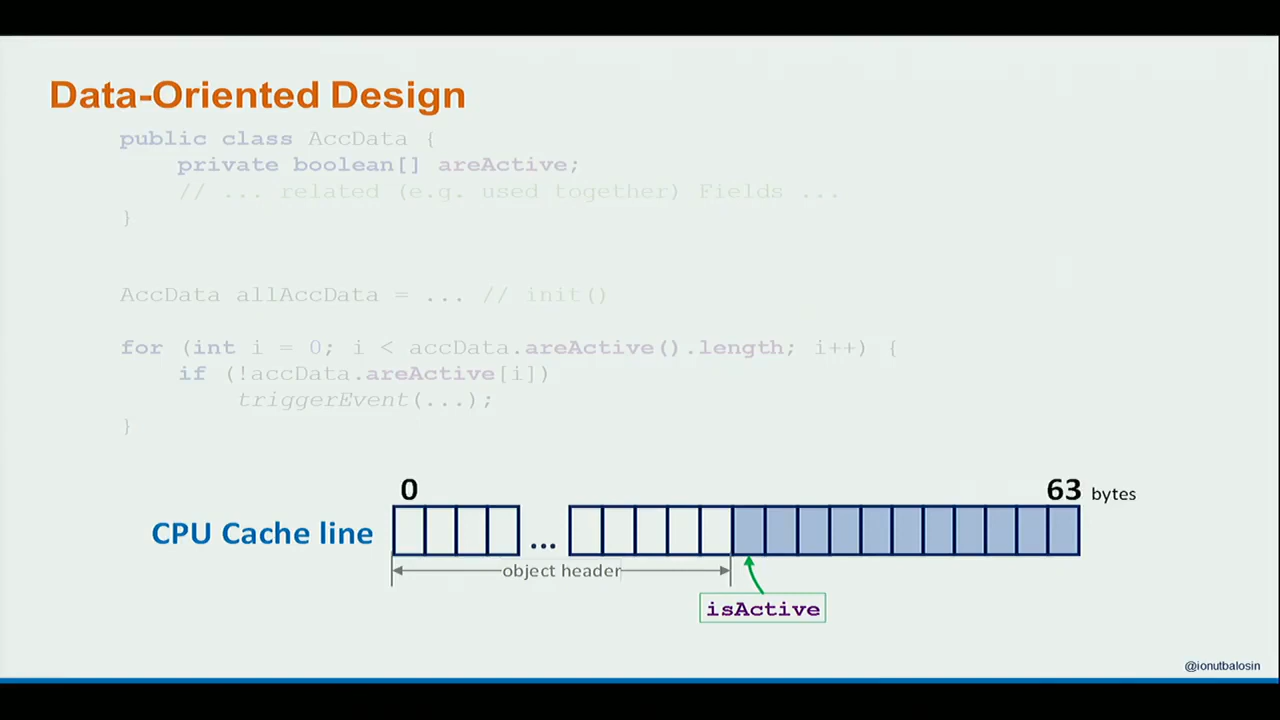 Data-Oriented Design
public class AccData {
private boolean[] areActive;
// ... related (e.g. used together) Fields ...
}
AccData allAccData = ... // init()
for (int i = 0; i < accData.areActive().length; i++) {
if (!accData.areActive[i])
triggerEvent(...);
}
0 63 bytes
CPU Cache line ...
object header
isActive
@ionutbalosin